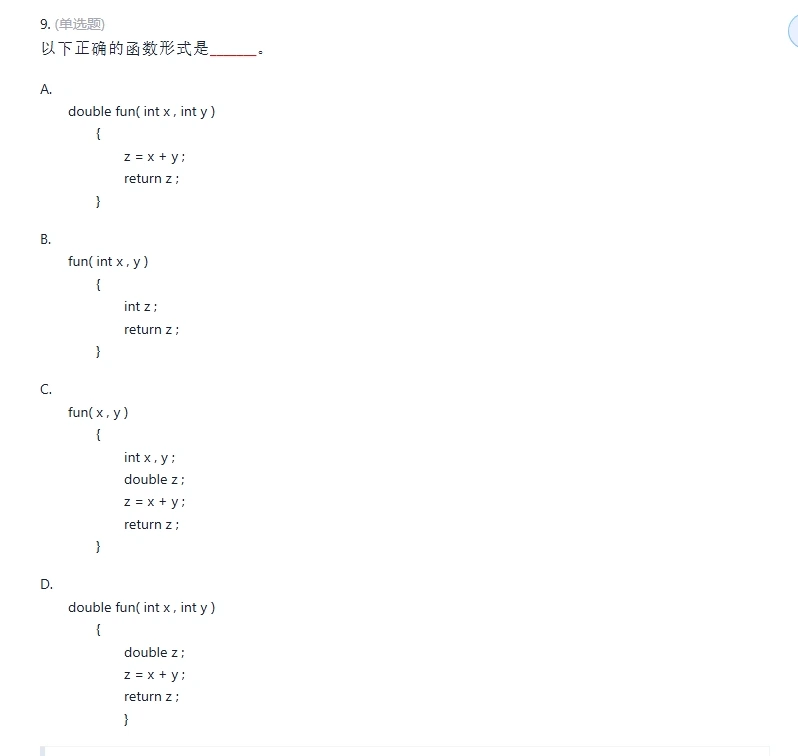 9. (单选题)
以下正确的函数形式是______。
A.
double fun( int x , int y )
{
z = x + y ;
return z ;
}
B.
fun( int x , y )
{
int z ;
return z ;
}
C.
fun( x , y )
{
int x , y ;
double z ;
z = x + y ;
return z ;
}
D.
double fun( int x , int y )
{
double z ;
z = x + y ;
return z ;
}